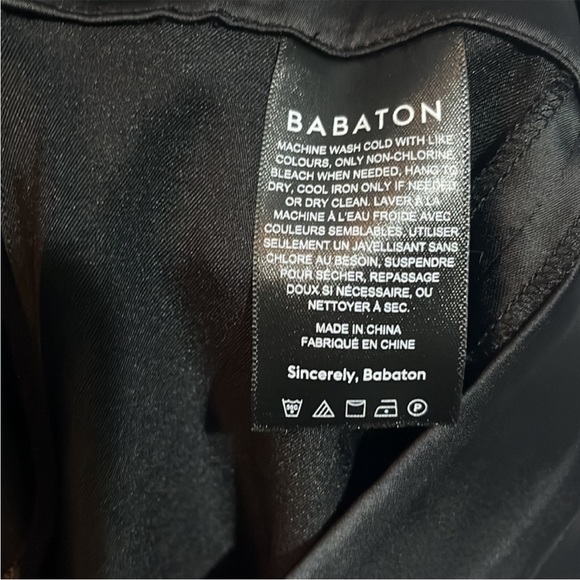 BABATON
MACHINE WASH COLD WITH LIKE
COLOURS, ONLY NON-CHLORINE
BLEACH WHEN NEEDED, HANG TO
DRY, COOL IRON ONLY IF NEEDED
OR DRY CLEAN. LAVER À LA
MACHINE À L'EAU FROIDE AVEC
COULEURS SEMBLABLES, UTILISER
SEULEMENT UN JAVELLISANT SANS
CHLORE AU BESOIN, SUSPENDRE
POUR SÉCHER, REPASSAGE
DOUX SI NÉCESSAIRE, OU
NETTOYER À SEC.
MADE IN CHINA
FABRIQUÉ EN CHINE
Sincerely, Babaton